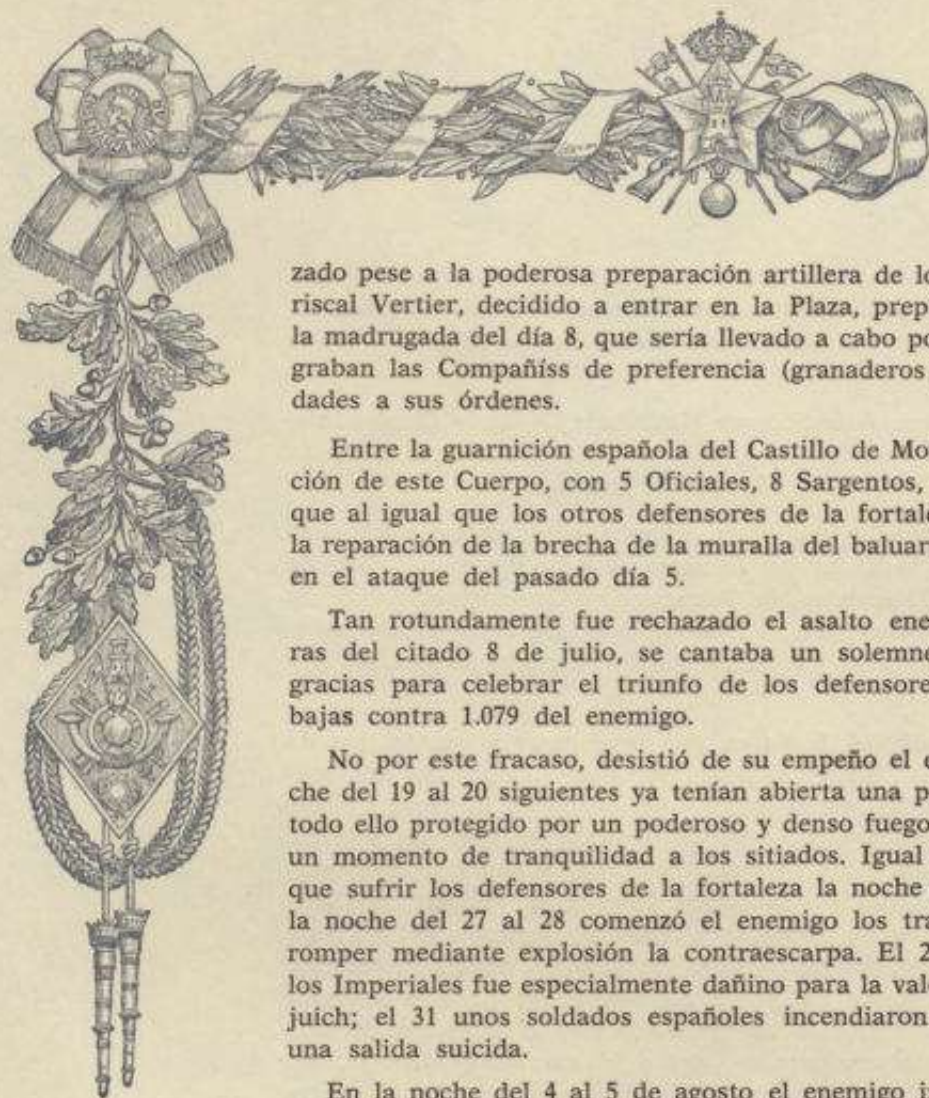 zado pese a la poderosa preparación artillera de lo
riscal Vertier, decidido a entrar en la Plaza, prep
la madrugada del día 8, que sería llevado a cabo po
graban las Compañíss de preferencia (granaderos
dades a sus órdenes.
Entre la guarnición española del Castillo de Mo
ción de este Cuerpo, con 5 Oficiales, 8 Sargentos,
que al igual que los otros defensores de la fortal
la reparación de la brecha de la muralla del baluar
en el ataque del pasado día 5.
Tan rotundamente fue rechazado el asalto ene
ras del citado 8 de julio, se cantaba un solemne
gracias para celebrar el triunfo de los defensore
bajas contra 1.079 del enemigo.
No por este fracaso, desistió de su empeño el e
che del 19 al 20 siguientes ya tenían abierta una p
todo ello protegido por un poderoso y denso fuego
un momento de tranquilidad a los sitiados. Igual
que sufrir los defensores de la fortaleza la noche
la noche del 27 al 28 comenzó el enemigo los tra
romper mediante explosión la contraescarpa. El 2
los Imperiales fue especialmente dañino para la val
juich; el 31 unos soldados españoles incendiaron
una salida suicida.
En la noche del 4 al 5 de agosto el enemigo i